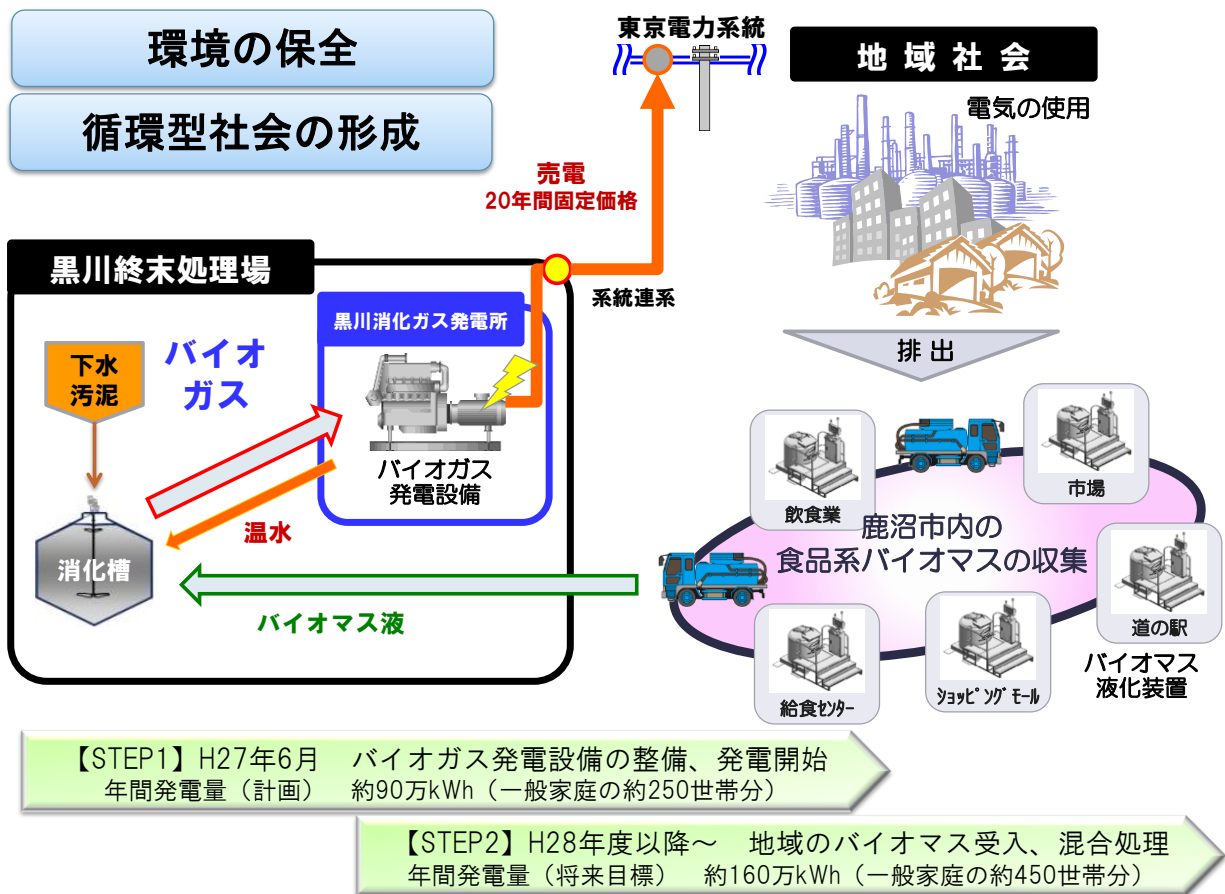 環境の保全
循環型社会の形成
東京電力系統
地域社会
電気の使用
売電
20年間固定価格
系統連系
排出
黒川終末処理場
黒川消化ガス発電所
下水
汚泥
バイオ
ガス
バイオガス
発電設備
温水
消化槽
バイオマス液
飲食業
市場
鹿沼市内の
食品系バイオマスの収集
道の駅
給食ｾﾝﾀｰ
ｼｮｯﾋﾟﾝｸﾞﾓｰﾙ
バイオマス
液化装置
【STEP1】H27年6月　バイオガス発電設備の整備、発電開始
年間発電量（計画）　約90万kWh（一般家庭の約250世帯分）
【STEP2】H28年度以降～　地域のバイオマス受入、混合処理
年間発電量（将来目標）　約160万kWh（一般家庭の約450世帯分）